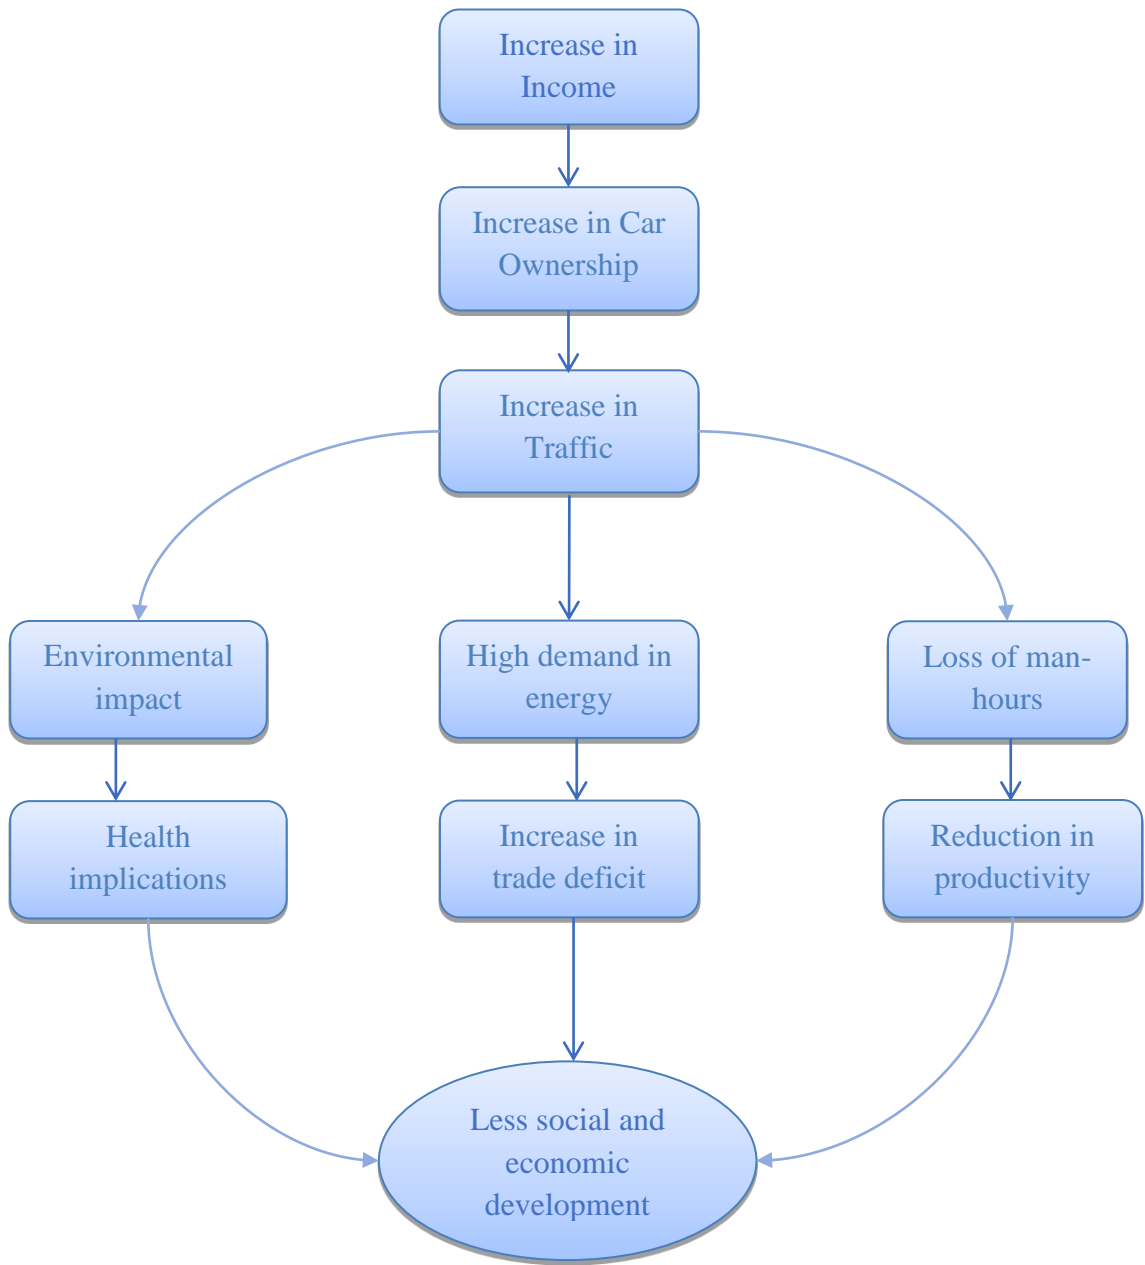 Increase in
Income
Increase in Car
Ownership
Increase in
Traffic
Environmental
impact
High demand in
energy
Loss of man-
hours
Health
implications
Increase in
trade deficit
Reduction in
productivity
Less social and
economic
development